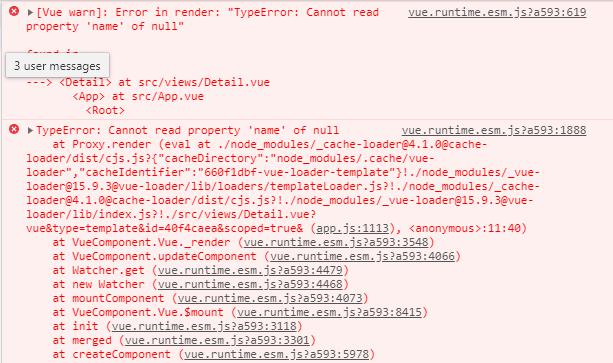 [Vue warn]: Error in render: "TypeError: Cannot read vue.runtime.esm.js?a593:619
property 'name' of null"
3 user messages
---> <Detail> at src/views/Detail.vue
<App> at src/App.vue
<Root>
TypeError: Cannot read property 'name' of null vue.runtime.esm.js?a593:1888
at Proxy.render (eval at ./node_modules/_cache-loader@4.1.0@cache-
loader/dist/cjs.js?{"cacheDirectory":"node_modules/.cache/vue-
loader","cacheIdentifier":"660f1dbf-vue-loader-template"}!./node_modules/_vue-
loader@15.9.3@vue-loader/lib/loaders/templateLoader.js?!./node_modules/_cache-
loader@4.1.0@cache-loader/dist/cjs.js?!./node_modules/_vue-loader@15.9.3@vue-
loader/lib/index.js?!./src/views/Detail.vue?
vue&type=template&id=40f4caea&scoped=true& (app.js:1113), <anonymous>:11:40)
at VueComponent.Vue._render (vue.runtime.esm.js?a593:3548)
at VueComponent.updateComponent (vue.runtime.esm.js?a593:4066)
at Watcher.get (vue.runtime.esm.js?a593:4479)
at new Watcher (vue.runtime.esm.js?a593:4468)
at mountComponent (vue.runtime.esm.js?a593:4073)
at VueComponent.Vue.$mount (vue.runtime.esm.js?a593:8415)
at init (vue.runtime.esm.js?a593:3118)
at merged (vue.runtime.esm.js?a593:3301)
at createComponent (vue.runtime.esm.js?a593:5978)